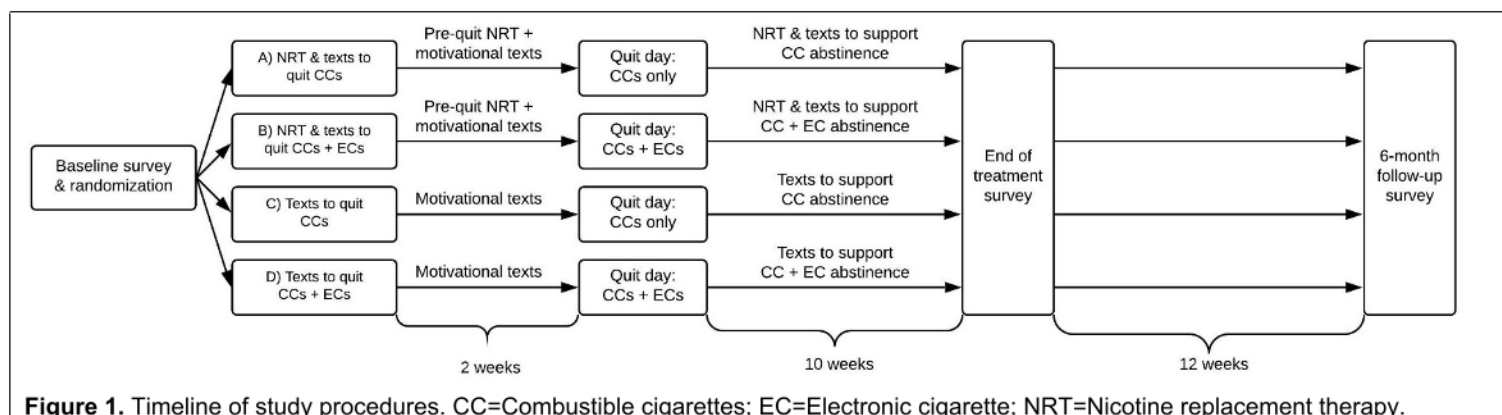 Pre-quit NRT +
motivational texts
NRT & texts to support
CC abstinence
A) NRT & texts to
quit CCs
Quit day:
CCs only
Pre-quit NRT +
motivational texts
NRT & texts to support
CC + EC abstinence
B) NRT & texts to
quit CCs + ECs
Quit day:
CCs + ECs
Baseline survey
& randomization
End of
treatment
survey
6-month
follow-up
survey
C) Texts to quit
CCs
Motivational texts
Quit day:
CCs only
Texts to support
CC abstinence
D) Texts to quit
CCs + ECs
Motivational texts
Quit day:
CCs + ECs
Texts to support
CC + EC abstinence
2 weeks
10 weeks
12 weeks
Figure 1. Timeline of study procedures. CC=Combustible cigarettes; EC=Electronic cigarette; NRT=Nicotine replacement therapy.